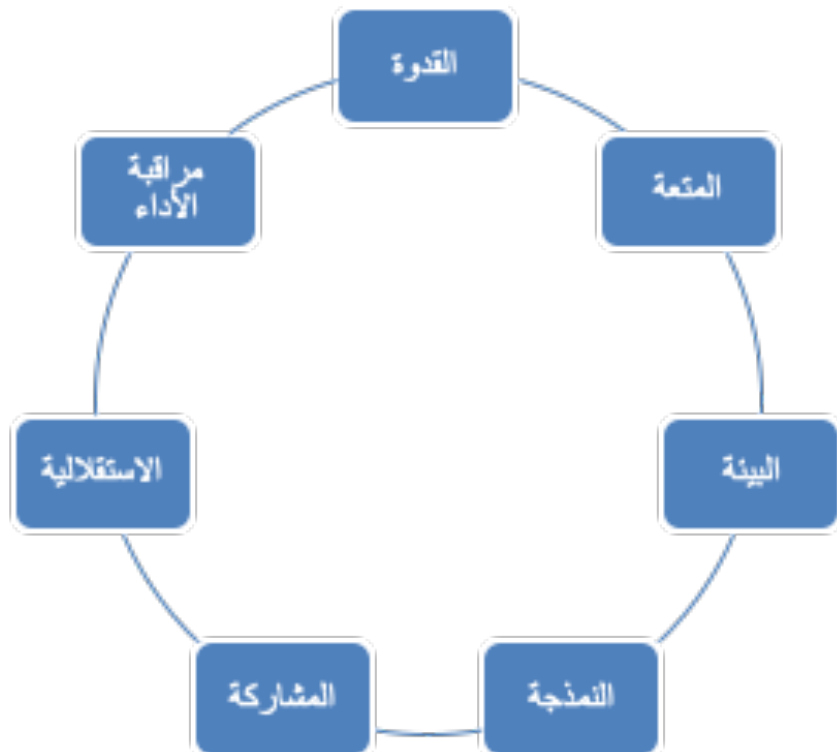 القدوة
المتعة
البيئة
النمذجة
المشاركة
الاستقلالية
مراقبة
الأداء